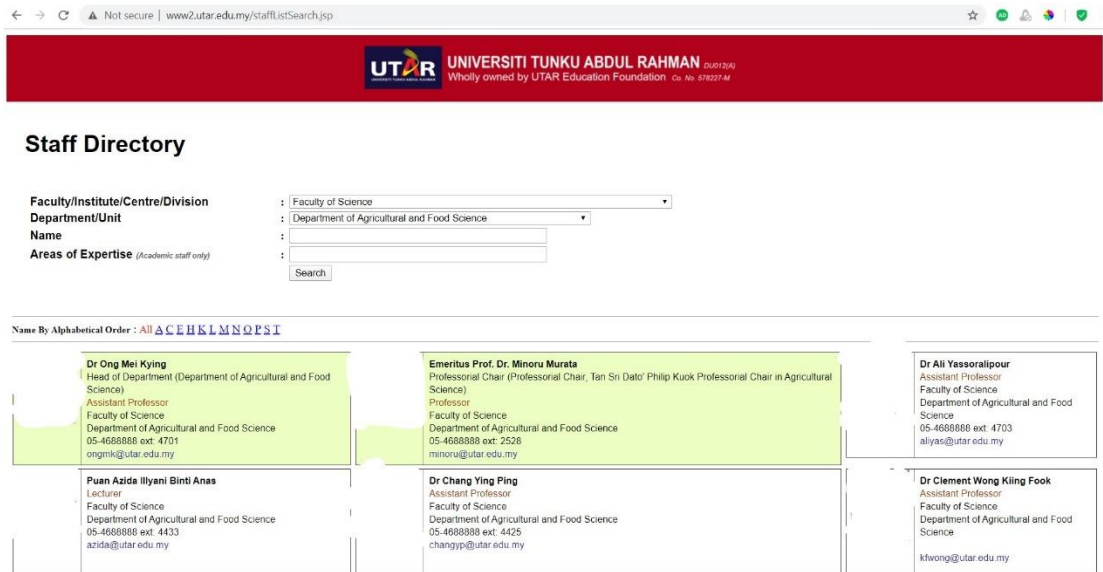 Not secure | www2.utar.edu.my/staffListSearch.jsp
UTAR
UNIVERSITI TUNKU ABDUL RAHMAN DU012(A)
Wholly owned by UTAR Education Foundation Co. No. 578227-M
Staff Directory
Faculty/Institute/Centre/Division : Faculty of Science
Department/Unit : Department of Agricultural and Food Science
Name :
Areas of Expertise (Academic staff only) :
Search
Name By Alphabetical Order : All A C E H K L M N O P S T
Dr Ong Mei Kying
Head of Department (Department of Agricultural and Food
Science)
Assistant Professor
Faculty of Science
Department of Agricultural and Food Science
05-4688888 ext: 4701
ongmk@utar.edu.my
Emeritus Prof. Dr. Minoru Murata
Professorial Chair (Professorial Chair, Tan Sri Dato' Philip Kuok Professorial Chair in Agricultural
Science)
Professor
Faculty of Science
Department of Agricultural and Food Science
05-4688888 ext: 2528
minoru@utar.edu.my
Dr Ali Yassoralipour
Assistant Professor
Faculty of Science
Department of Agricultural and Food
Science
05-4688888 ext: 4703
aliyas@utar.edu.my
Puan Azida Illyani Binti Anas
Lecturer
Faculty of Science
Department of Agricultural and Food Science
05-4688888 ext: 4433
azida@utar.edu.my
Dr Chang Ying Ping
Assistant Professor
Faculty of Science
Department of Agricultural and Food Science
05-4688888 ext: 4425
changyp@utar.edu.my
Dr Clement Wong Kiing Fook
Assistant Professor
Faculty of Science
Department of Agricultural and Food
Science
kfwong@utar.edu.my